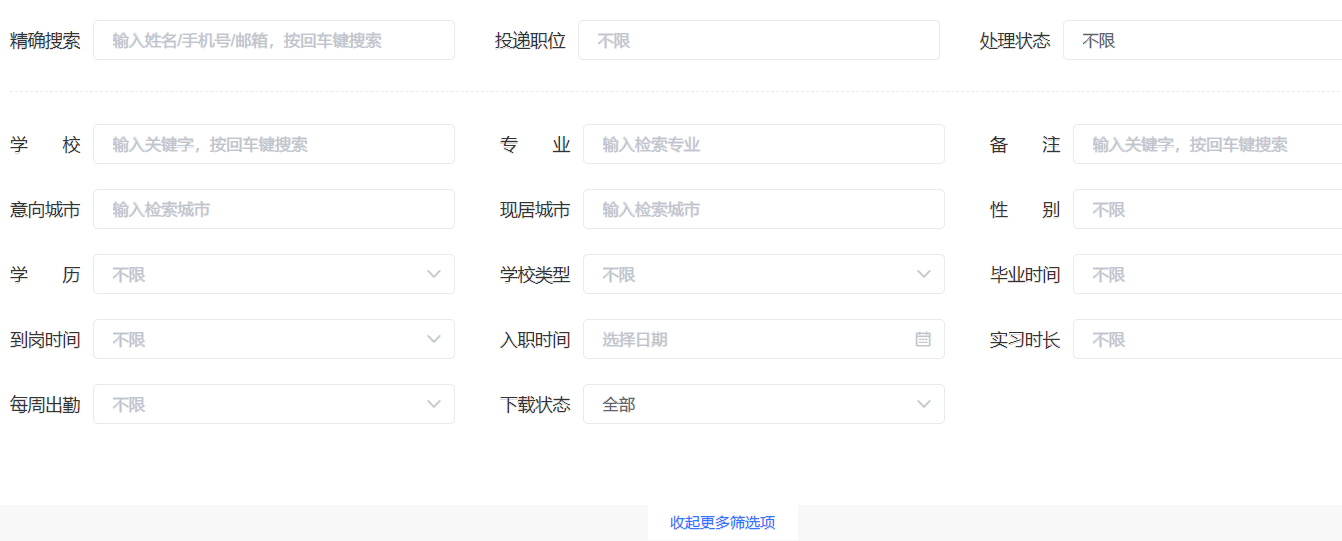 精确搜索 输入姓名/手机号/邮箱，按回车键搜索 投递职位 不限 处理状态 不限
学 校 输入关键字，按回车键搜索 专 业 输入检索专业 备 注 输入关键字，按回车键搜索
意向城市 输入检索城市 现居城市 输入检索城市 性 别 不限
学 历 不限 学校类型 不限 毕业时间 不限
到岗时间 不限 入职时间 选择日期 实习时长 不限
每周出勤 不限 下载状态 全部
收起更多筛选项